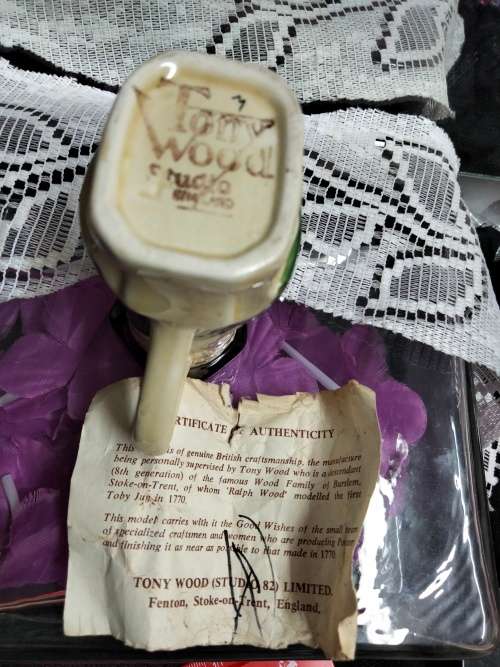 Tony
Wood
STUDIO
ENGLAND
CERTIFICATE OF AUTHENTICITY
This is of genuine British craftsmanship, the manufacture
being personally supervised by Tony Wood who is a descendant
(8th generation) of the famous Wood Family of Burslem,
Stoke-on-Trent, of whom 'Ralph Wood' modelled the first
Toby Jug in 1770.
This model carries with it the Good Wishes of the small team
of specialized craftsmen and women who are producing
and finishing it as near as possible to that made in 1770.
TONY WOOD (STUDIO 82) LIMITED.
Fenton, Stoke-on-Trent, England.